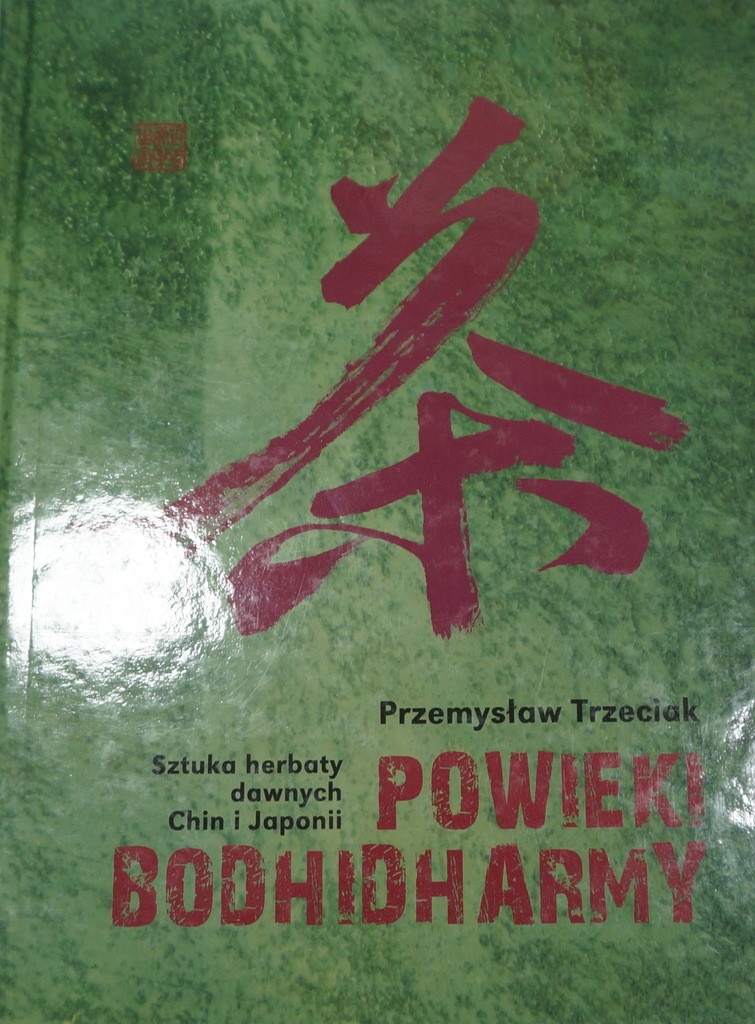 茶
Przemysław Trzeciak
Sztuka herbaty
dawnych
Chin i Japonii
POWIEKI
BODHIDHARMY